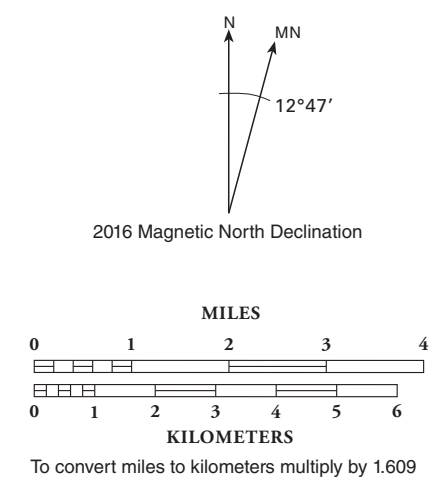 N
MN
12°47′
2016 Magnetic North Declination
MILES
0 1 2 3 4
0 1 2 3 4 5 6
KILOMETERS
To convert miles to kilometers multiply by 1.609